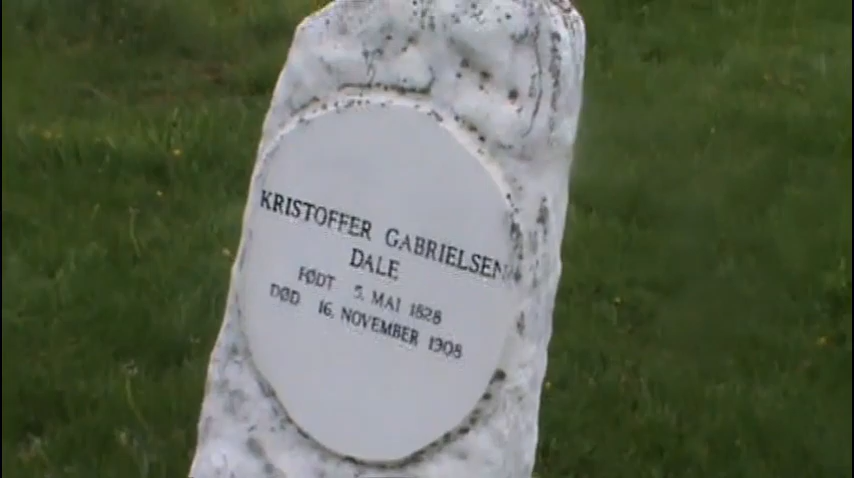 KRISTOFFER GABRIELSEN
DALE
FØDT 5. MAI 1828
DØD 16. NOVEMBER 1908